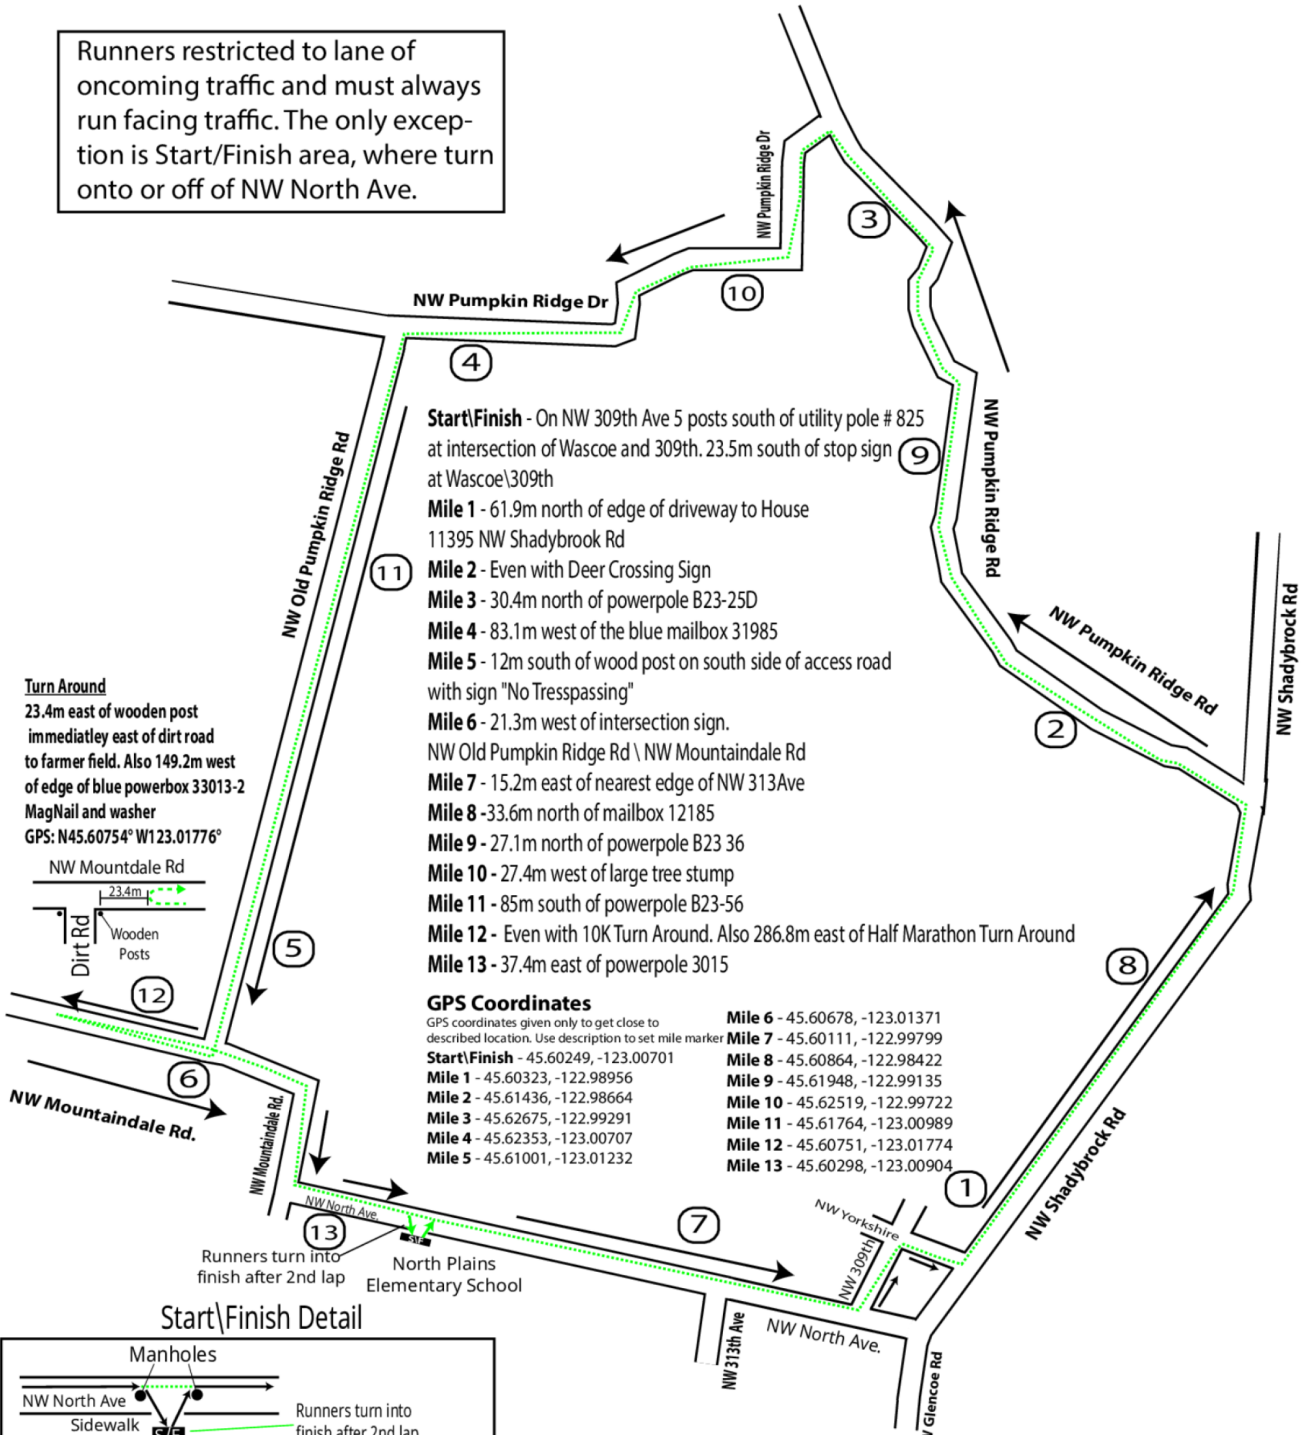 Runners restricted to lane of
oncoming traffic and must always
run facing traffic. The only excep-
tion is Start/Finish area, where turn
onto or off of NW North Ave.
NW Pumpkin Ridge Dr
3
10
NW Pumpkin Ridge Dr
4
Start\Finish - On NW 309th Ave 5 posts south of utility pole # 825
at intersection of Wascoe and 309th. 23.5m south of stop sign
at Wascoe\309th
Mile 1 - 61.9m north of edge of driveway to House
11395 NW Shadybrook Rd
Mile 2 - Even with Deer Crossing Sign
Mile 3 - 30.4m north of powerpole B23-25D
Mile 4 - 83.1m west of the blue mailbox 31985
Mile 5 - 12m south of wood post on south side of access road
with sign "No Tresspassing"
Mile 6 - 21.3m west of intersection sign.
NW Old Pumpkin Ridge Rd \ NW Mountaindale Rd
Mile 7 - 15.2m east of nearest edge of NW 313Ave
Mile 8 -33.6m north of mailbox 12185
Mile 9 - 27.1m north of powerpole B23 36
Mile 10 - 27.4m west of large tree stump
Mile 11 - 85m south of powerpole B23-56
Mile 12 - Even with 10K Turn Around. Also 286.8m east of Half Marathon Turn Around
Mile 13 - 37.4m east of powerpole 3015
9
NW Pumpkin Ridge Rd
NW Old Pumpkin Ridge Rd
11
NW Pumpkin Ridge Rd
NW Shadybrock Rd
2
Turn Around
23.4m east of wooden post
immediatley east of dirt road
to farmer field. Also 149.2m west
of edge of blue powerbox 33013-2
MagNail and washer
GPS: N45.60754° W123.01776°
NW Mountdale Rd
23.4m
Dirt Rd
Wooden
Posts
5
8
12
6
NW Mountaindale Rd.
NW Mountaindale Rd.
GPS Coordinates
GPS coordinates given only to get close to
described location. Use description to set mile marker
Start\Finish - 45.60249, -123.00701
Mile 1 - 45.60323, -122.98956
Mile 2 - 45.61436, -122.98664
Mile 3 - 45.62675, -122.99291
Mile 4 - 45.62353, -123.00707
Mile 5 - 45.61001, -123.01232
Mile 6 - 45.60678, -123.01371
Mile 7 - 45.60111, -122.99799
Mile 8 - 45.60864, -122.98422
Mile 9 - 45.61948, -122.99135
Mile 10 - 45.62519, -122.99722
Mile 11 - 45.61764, -123.00989
Mile 12 - 45.60751, -123.01774
Mile 13 - 45.60298, -123.00904
1
NW Shadybrock Rd
NW North Ave.
13
S\F
7
NW Yorkshire
NW 309th
Runners turn into
finish after 2nd lap
North Plains
Elementary School
NW 313th Ave
NW North Ave.
Glencoe Rd
Start\Finish Detail
Manholes
NW North Ave
Sidewalk
S F
Runners turn into
finish after 2nd lap